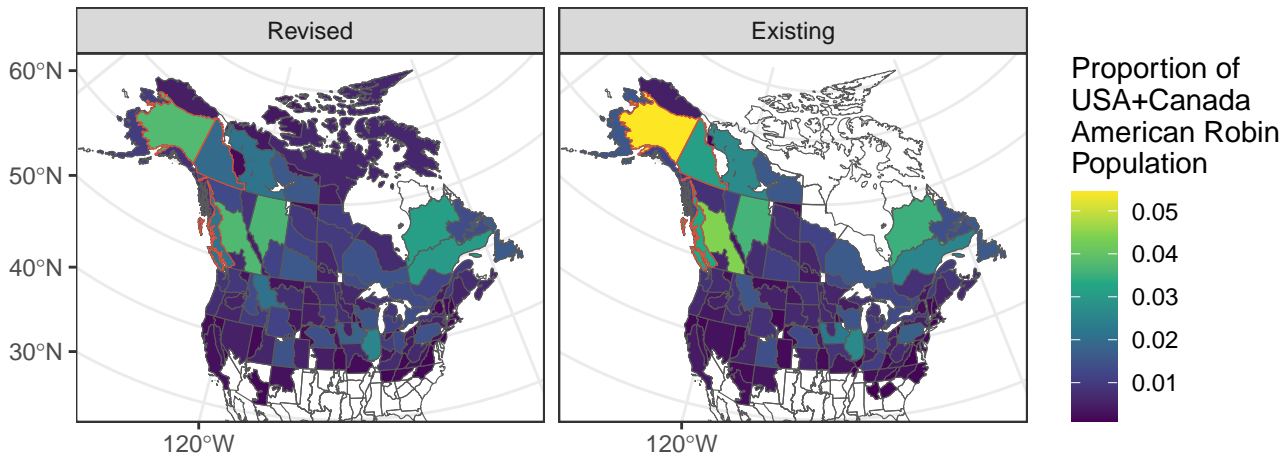 Revised
Existing
60°N
50°N
40°N
30°N
120°W
120°W
Proportion of
USA+Canada
American Robin
Population
0.05
0.04
0.03
0.02
0.01